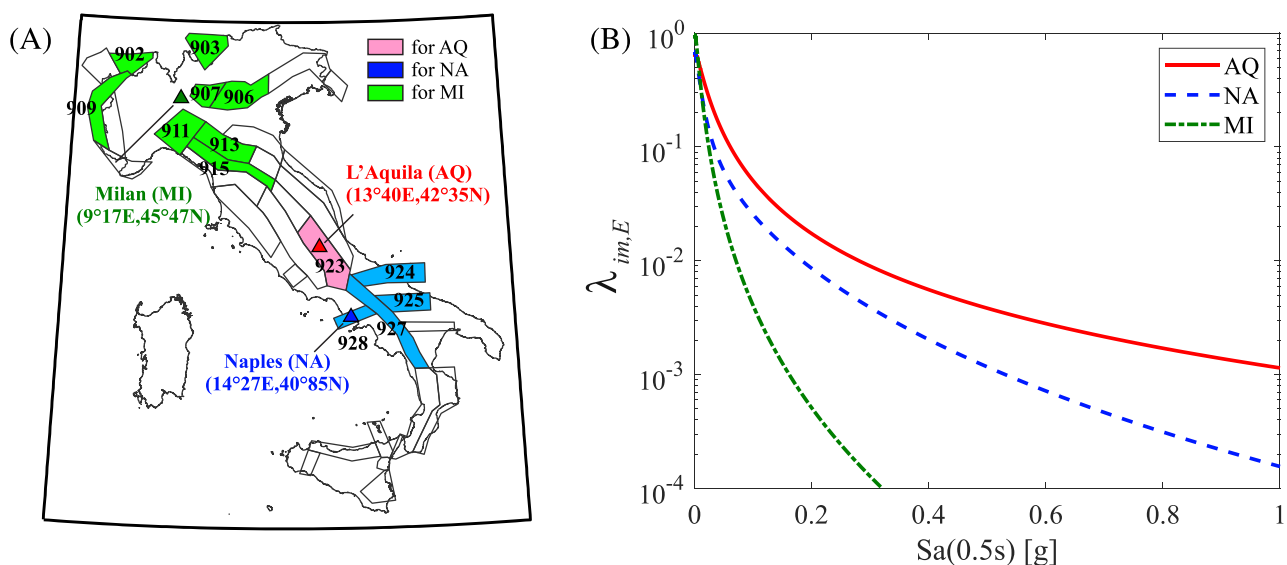 (A)
902
903
for AQ
for NA
for MI
907
906
909
911
913
915
L'Aquila (AQ)
(13°40E,42°35N)
Milan (MI)
(9°17E,45°47N)
923
924
925
927
928
Naples (NA)
(14°27E,40°85N)
(B)
AQ
NA
MI
10^0
10^-1
10^-2
10^-3
10^-4
λ_im,E
0
0.2
0.4
0.6
0.8
1
Sa(0.5s) [g]